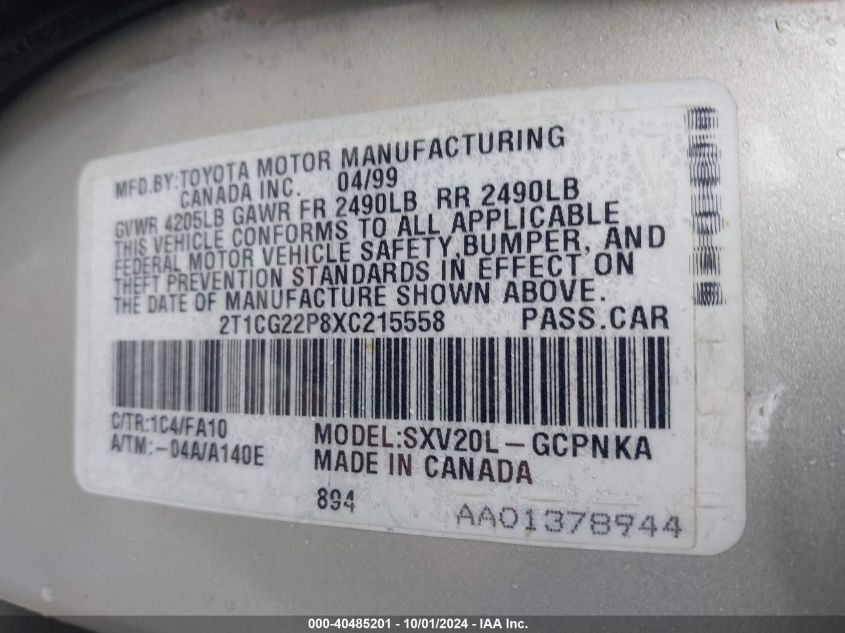 MFD.BY:TOYOTA MOTOR MANUFACTURING
CANADA INC. 04/99
GVWR 4205LB GAWR FR 2490LB RR 2490LB
THIS VEHICLE CONFORMS TO ALL APPLICABLE
FEDERAL MOTOR VEHICLE SAFETY,BUMPER, AND
THEFT PREVENTION STANDARDS IN EFFECT ON
THE DATE OF MANUFACTURE SHOWN ABOVE.
2T1CG22P8XC215558 PASS.CAR
C/TR:1C4/FA10
A/TM:-04A/A140E
MODEL:SXV20L-GCPNKA
MADE IN CANADA
894
AA01378944
000-40485201 - 10/01/2024 - IAA Inc.